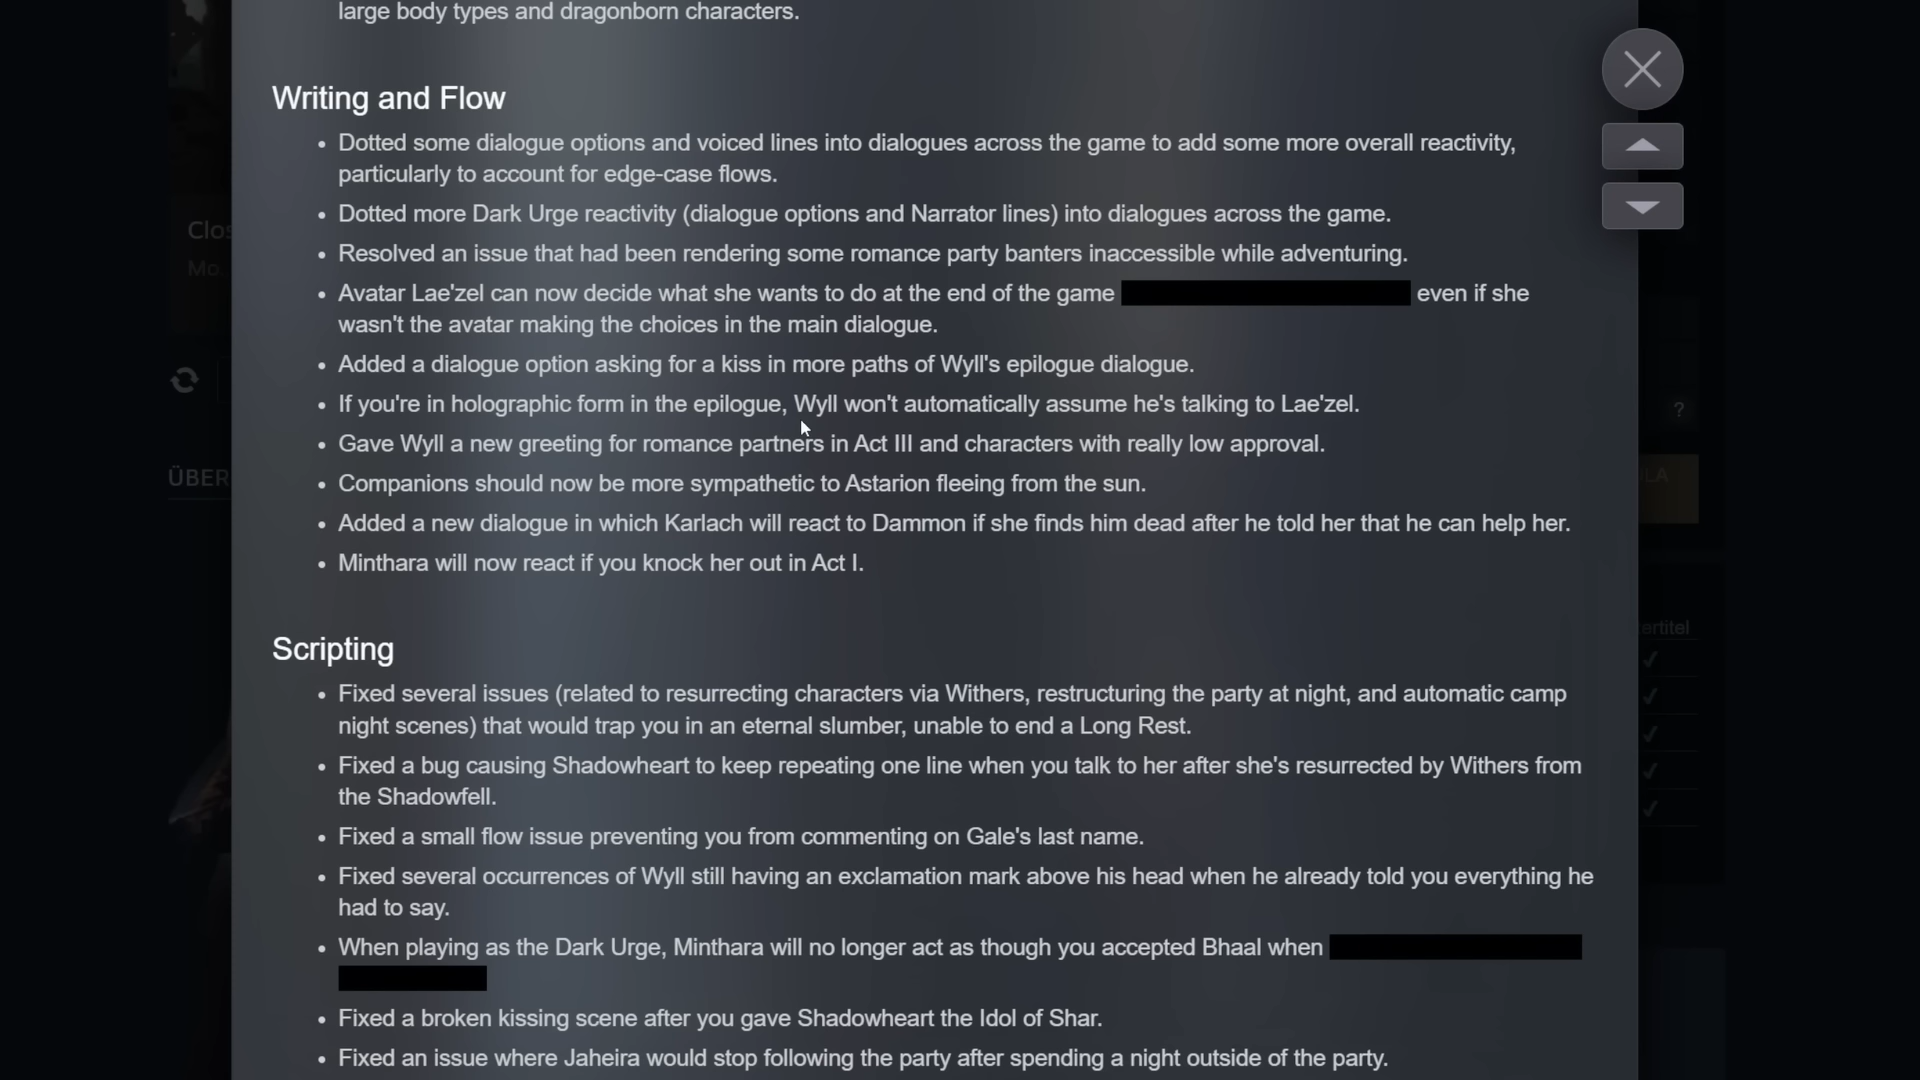 large body types and dragonborn characters.
Writing and Flow
• Dotted some dialogue options and voiced lines into dialogues across the game to add some more overall reactivity,
particularly to account for edge-case flows.
• Dotted more Dark Urge reactivity (dialogue options and Narrator lines) into dialogues across the game.
• Resolved an issue that had been rendering some romance party banters inaccessible while adventuring.
• Avatar Lae'zel can now decide what she wants to do at the end of the game even if she
wasn't the avatar making the choices in the main dialogue.
• Added a dialogue option asking for a kiss in more paths of Wyll's epilogue dialogue.
• If you're in holographic form in the epilogue, Wyll won't automatically assume he's talking to Lae'zel.
• Gave Wyll a new greeting for romance partners in Act III and characters with really low approval.
• Companions should now be more sympathetic to Astarion fleeing from the sun.
• Added a new dialogue in which Karlach will react to Dammon if she finds him dead after he told her that he can help her.
• Minthara will now react if you knock her out in Act I.
Scripting
• Fixed several issues (related to resurrecting characters via Withers, restructuring the party at night, and automatic camp
night scenes) that would trap you in an eternal slumber, unable to end a Long Rest.
• Fixed a bug causing Shadowheart to keep repeating one line when you talk to her after she's resurrected by Withers from
the Shadowfell.
• Fixed a small flow issue preventing you from commenting on Gale's last name.
• Fixed several occurrences of Wyll still having an exclamation mark above his head when he already told you everything he
had to say.
• When playing as the Dark Urge, Minthara will no longer act as though you accepted Bhaal when
• Fixed a broken kissing scene after you gave Shadowheart the Idol of Shar.
• Fixed an issue where Jaheira would stop following the party after spending a night outside of the party.
Clos
Mo.
ÜBER
?
LA
ertitel